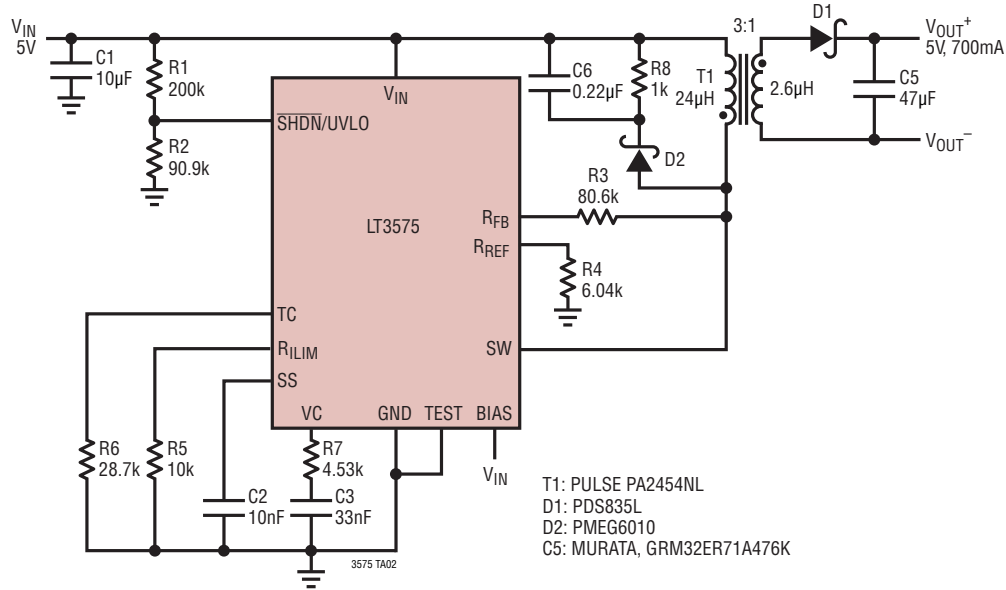 3:1
D1
VIN
5V
VOUT+
5V, 700mA
C1
10µF
R1
200k
C6
0.22µF
R8
1k
T1
24µH
2.6µH
C5
47µF
VIN
SHDN/UVLO
R2
90.9k
D2
VOUT–
R3
80.6k
LT3575
RFB
RREF
R4
6.04k
TC
RILIM
SW
SS
VC
GND
TEST
BIAS
R6
28.7k
R5
10k
R7
4.53k
VIN
C2
10nF
C3
33nF
T1: PULSE PA2454NL
D1: PDS835L
D2: PMEG6010
C5: MURATA, GRM32ER71A476K
3575 TA02